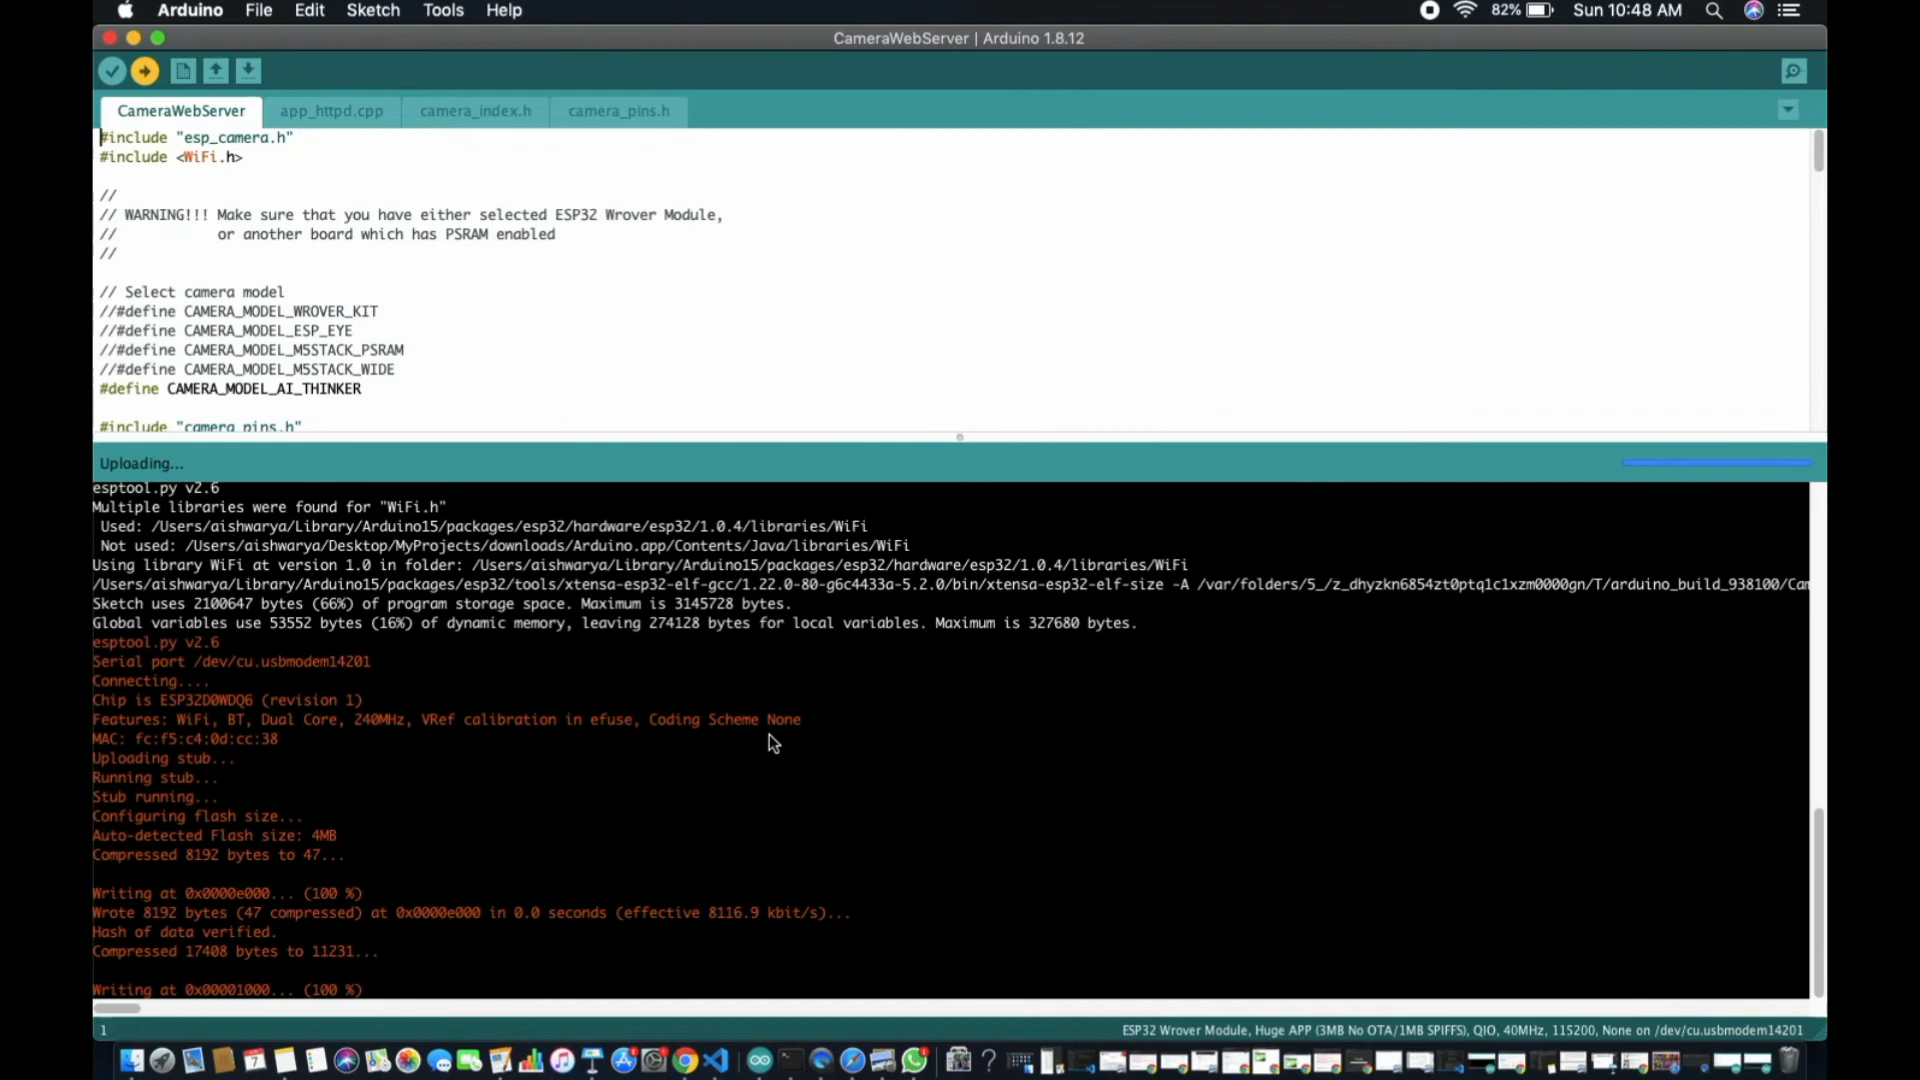 Arduino File Edit Sketch Tools Help 82% Sun 10:48 AM
CameraWebServer | Arduino 1.8.12
CameraWebServer app_httpd.cpp camera_index.h camera_pins.h
#include "esp_camera.h"
#include <WiFi.h>
//
// WARNING!!! Make sure that you have either selected ESP32 Wrover Module,
// or another board which has PSRAM enabled
//
// Select camera model
//#define CAMERA_MODEL_WROVER_KIT
//#define CAMERA_MODEL_ESP_EYE
//#define CAMERA_MODEL_M5STACK_PSRAM
//#define CAMERA_MODEL_M5STACK_WIDE
#define CAMERA_MODEL_AI_THINKER
#include "camera_pins.h"
Uploading...
esptool.py v2.6
Multiple libraries were found for "WiFi.h"
Used: /Users/aishwarya/Library/Arduino15/packages/esp32/hardware/esp32/1.0.4/libraries/WiFi
Not used: /Users/aishwarya/Desktop/MyProjects/downloads/Arduino.app/Contents/Java/libraries/WiFi
Using library WiFi at version 1.0 in folder: /Users/aishwarya/Library/Arduino15/packages/esp32/hardware/esp32/1.0.4/libraries/WiFi
/Users/aishwarya/Library/Arduino15/packages/esp32/tools/xtensa-esp32-elf-gcc/1.22.0-80-g6c4433a-5.2.0/bin/xtensa-esp32-elf-size -A /var/folders/5_/z_dhyzkn6854zt0ptq1c1xzm0000gn/T/arduino_build_938100/Cam
Sketch uses 2100647 bytes (66%) of program storage space. Maximum is 3145728 bytes.
Global variables use 53552 bytes (16%) of dynamic memory, leaving 274128 bytes for local variables. Maximum is 327680 bytes.
esptool.py v2.6
Serial port /dev/cu.usbmodem14201
Connecting....
Chip is ESP32D0WDQ6 (revision 1)
Features: WiFi, BT, Dual Core, 240MHz, VRef calibration in efuse, Coding Scheme None
MAC: fc:f5:c4:0d:cc:38
Uploading stub...
Running stub...
Stub running...
Configuring flash size...
Auto-detected Flash size: 4MB
Compressed 8192 bytes to 47...
Writing at 0x0000e000... (100 %)
Wrote 8192 bytes (47 compressed) at 0x0000e000 in 0.0 seconds (effective 8116.9 kbit/s)...
Hash of data verified.
Compressed 17408 bytes to 11231...
Writing at 0x00001000... (100 %)
1 ESP32 Wrover Module, Huge APP (3MB No OTA/1MB SPIFFS), QIO, 40MHz, 115200, None on /dev/cu.usbmodem14201